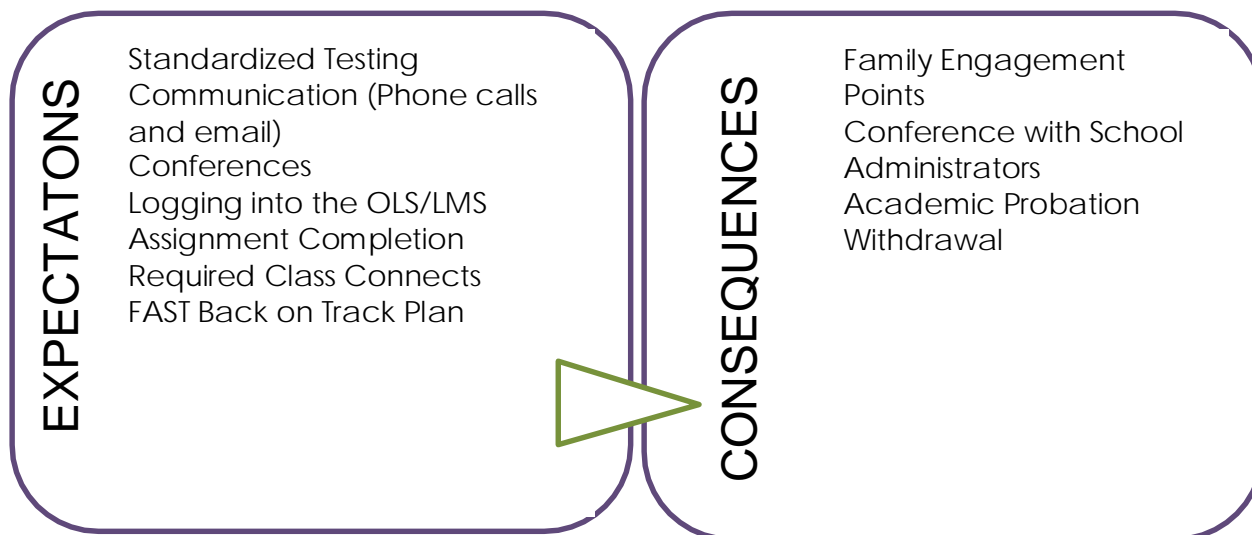 EXPECTATONS
Standardized Testing
Communication (Phone calls
and email)
Conferences
Logging into the OLS/LMS
Assignment Completion
Required Class Connects
FAST Back on Track Plan
CONSEQUENCES
Family Engagement
Points
Conference with School
Administrators
Academic Probation
Withdrawal